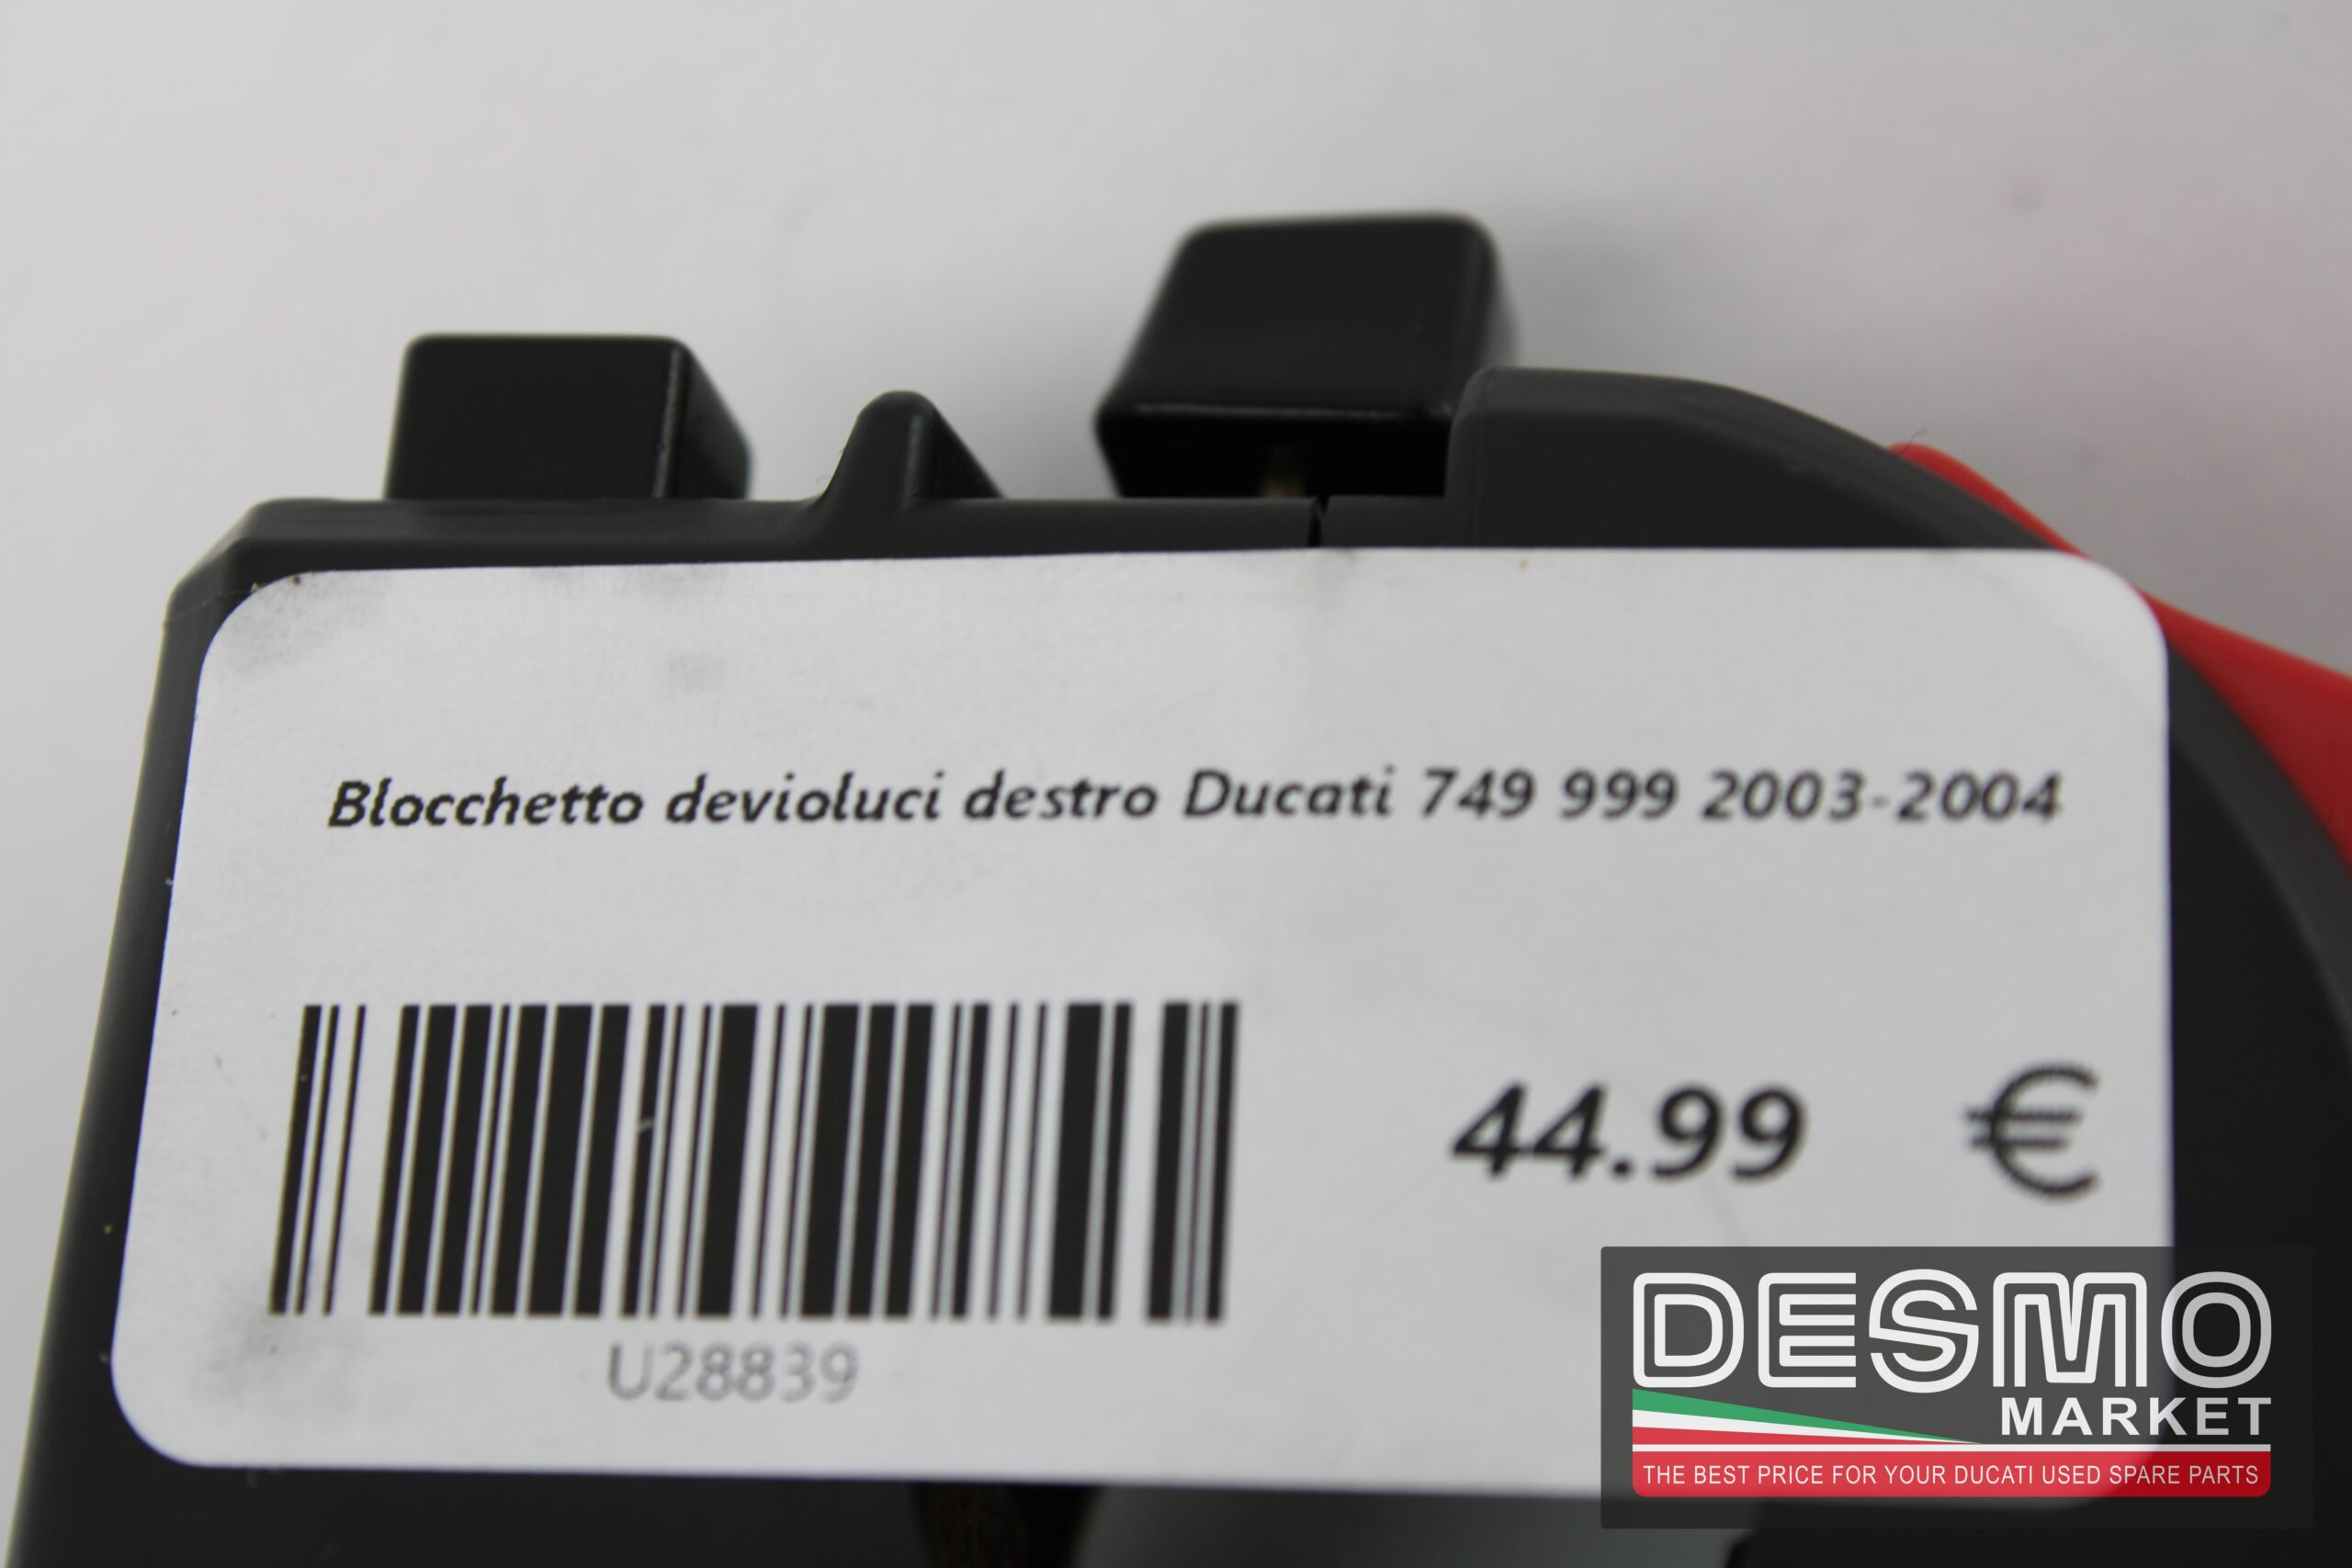 Blocchetto devioluci destro Ducati 749 999 2003-2004
44.99 €
U28839
DESMO
MARKET
THE BEST PRICE FOR YOUR DUCATI USED SPARE PARTS